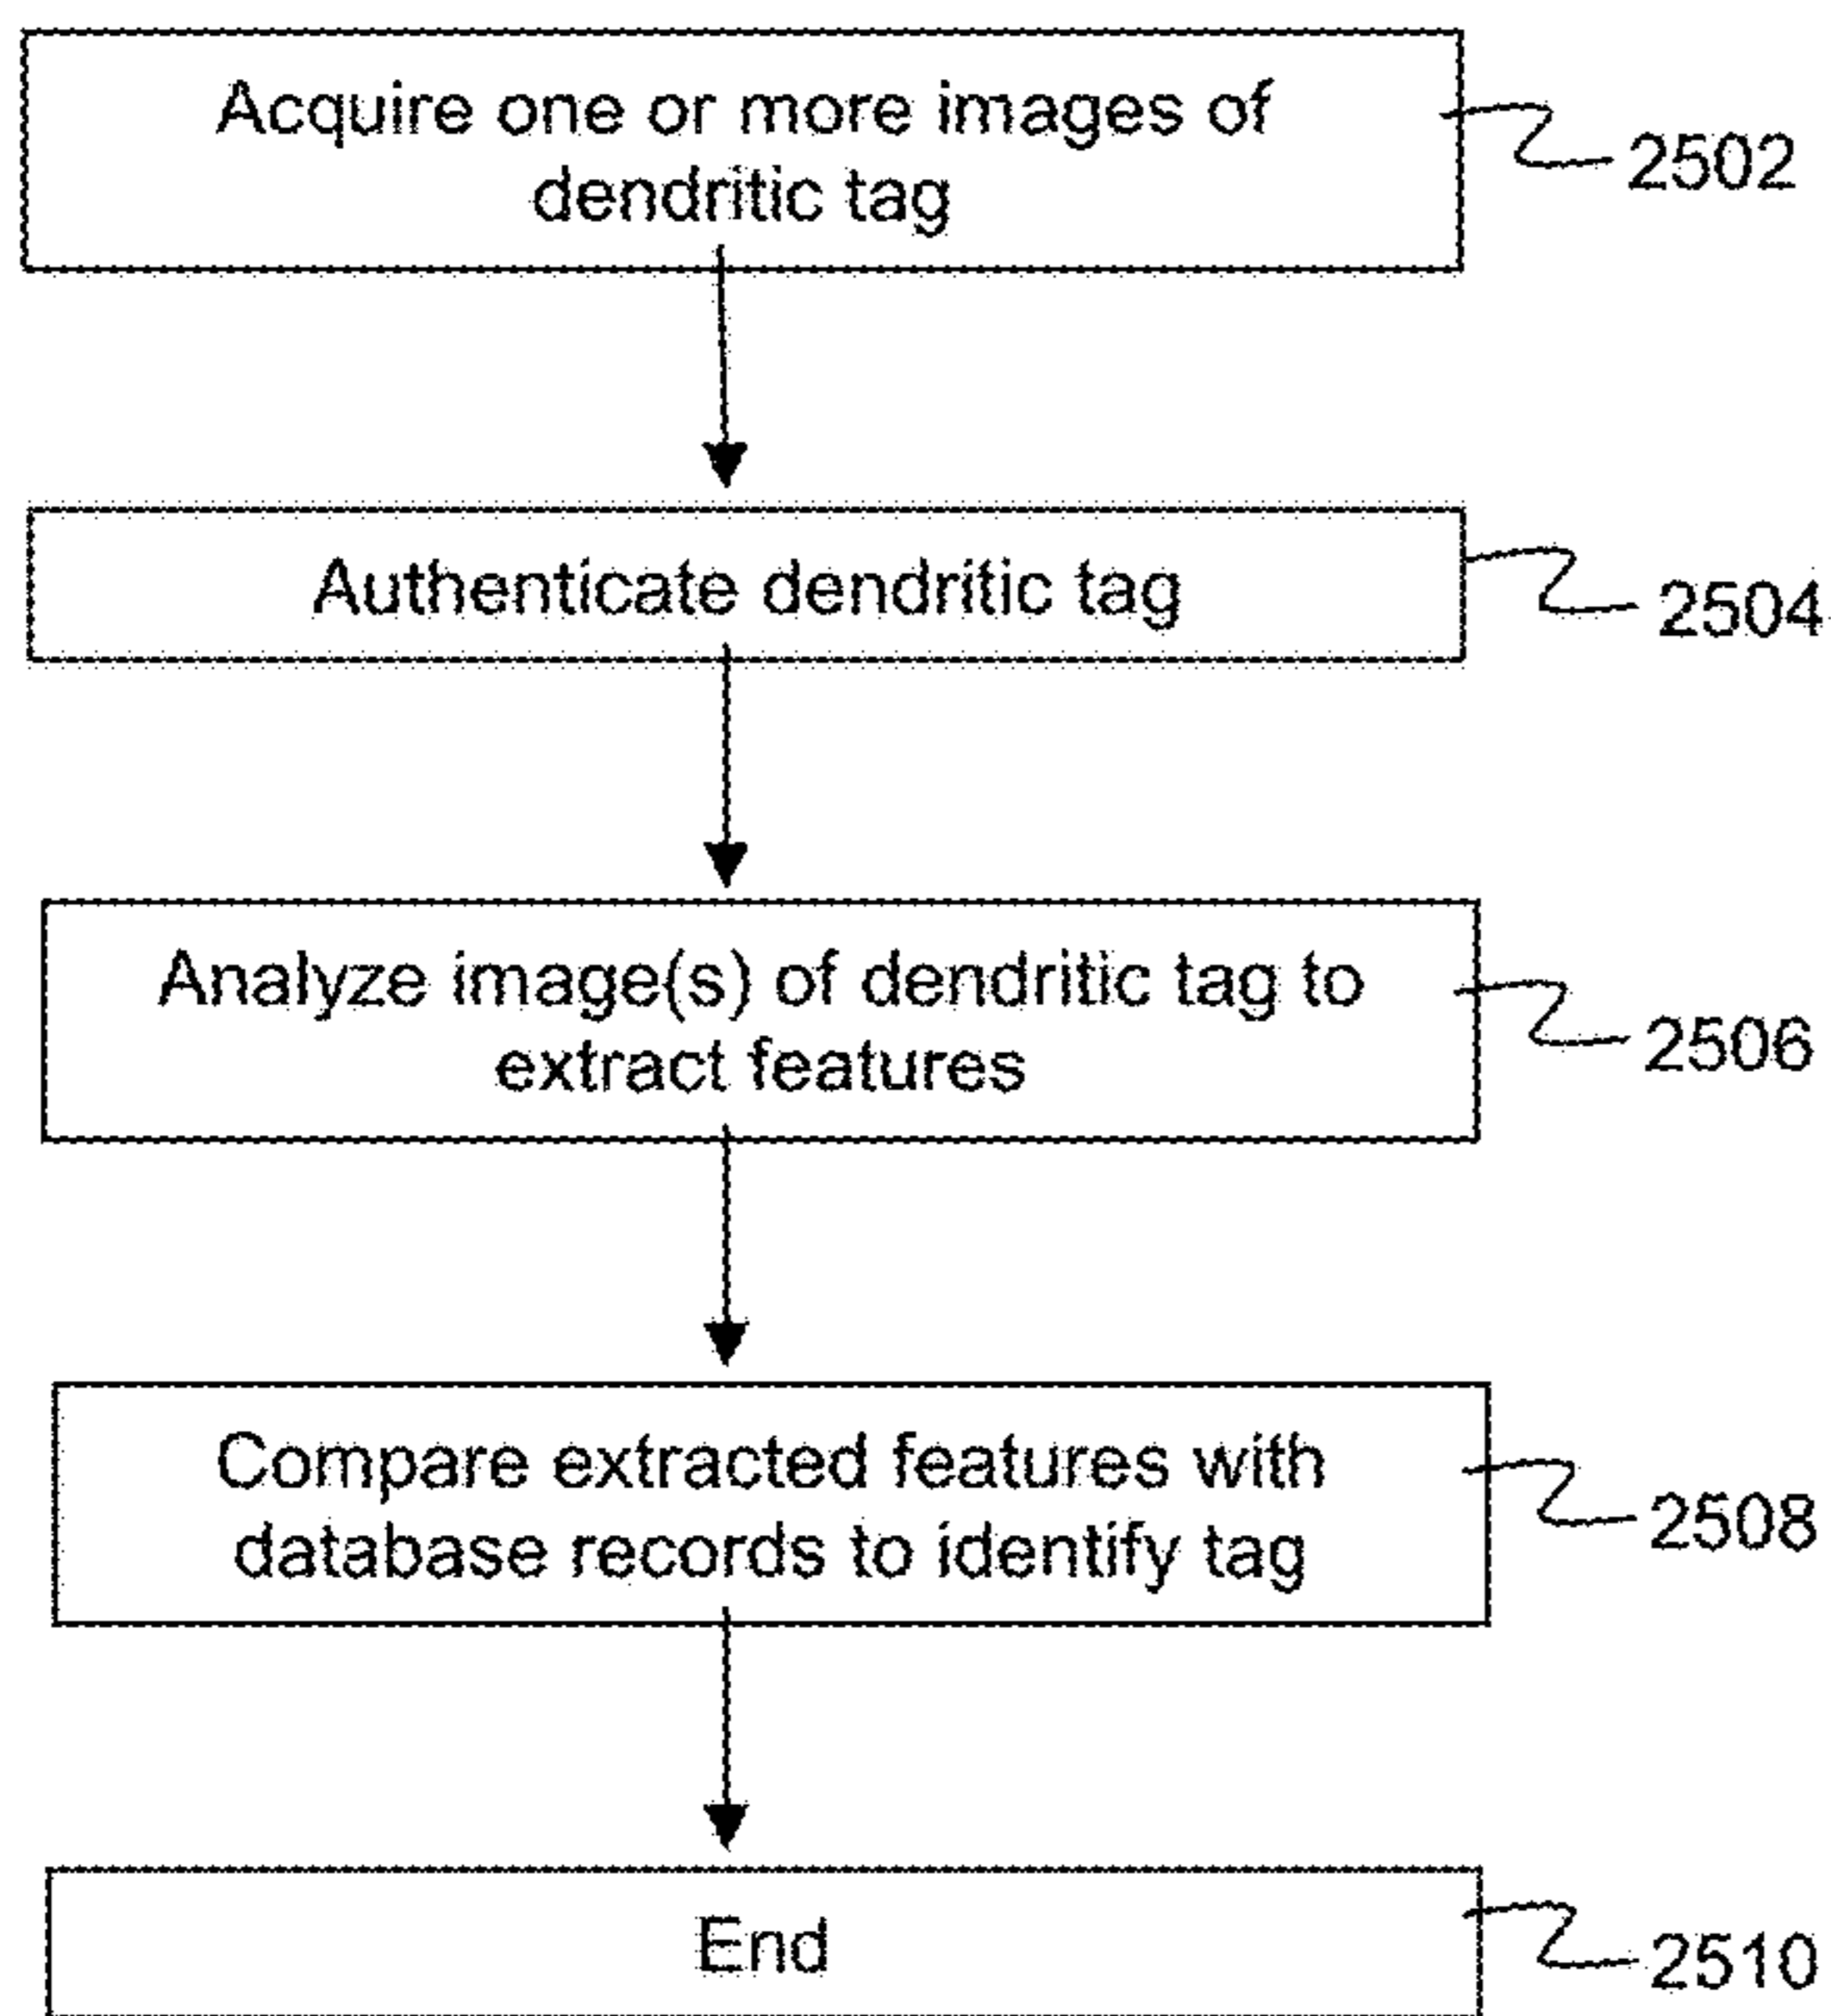 Acquire one or more images of
dendritic tag
2502
Authenticate dendritic tag
2504
Analyze image(s) of dendritic tag to
extract features
2506
Compare extracted features with
database records to identify tag
2508
End
2510